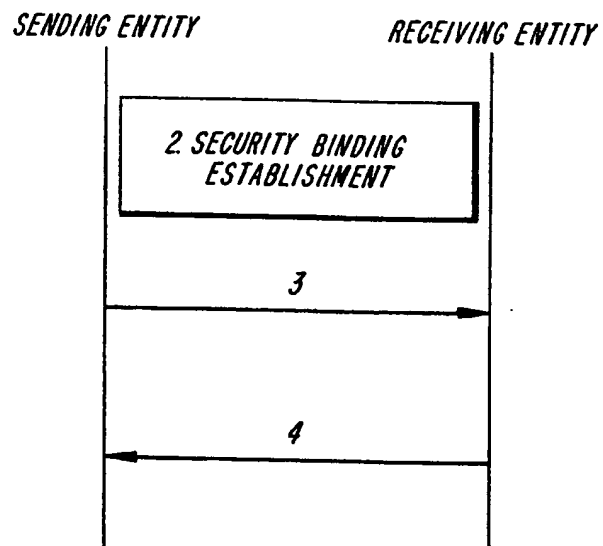 SENDING ENTITY
RECEIVING ENTITY
2. SECURITY BINDING
ESTABLISHMENT
3
4